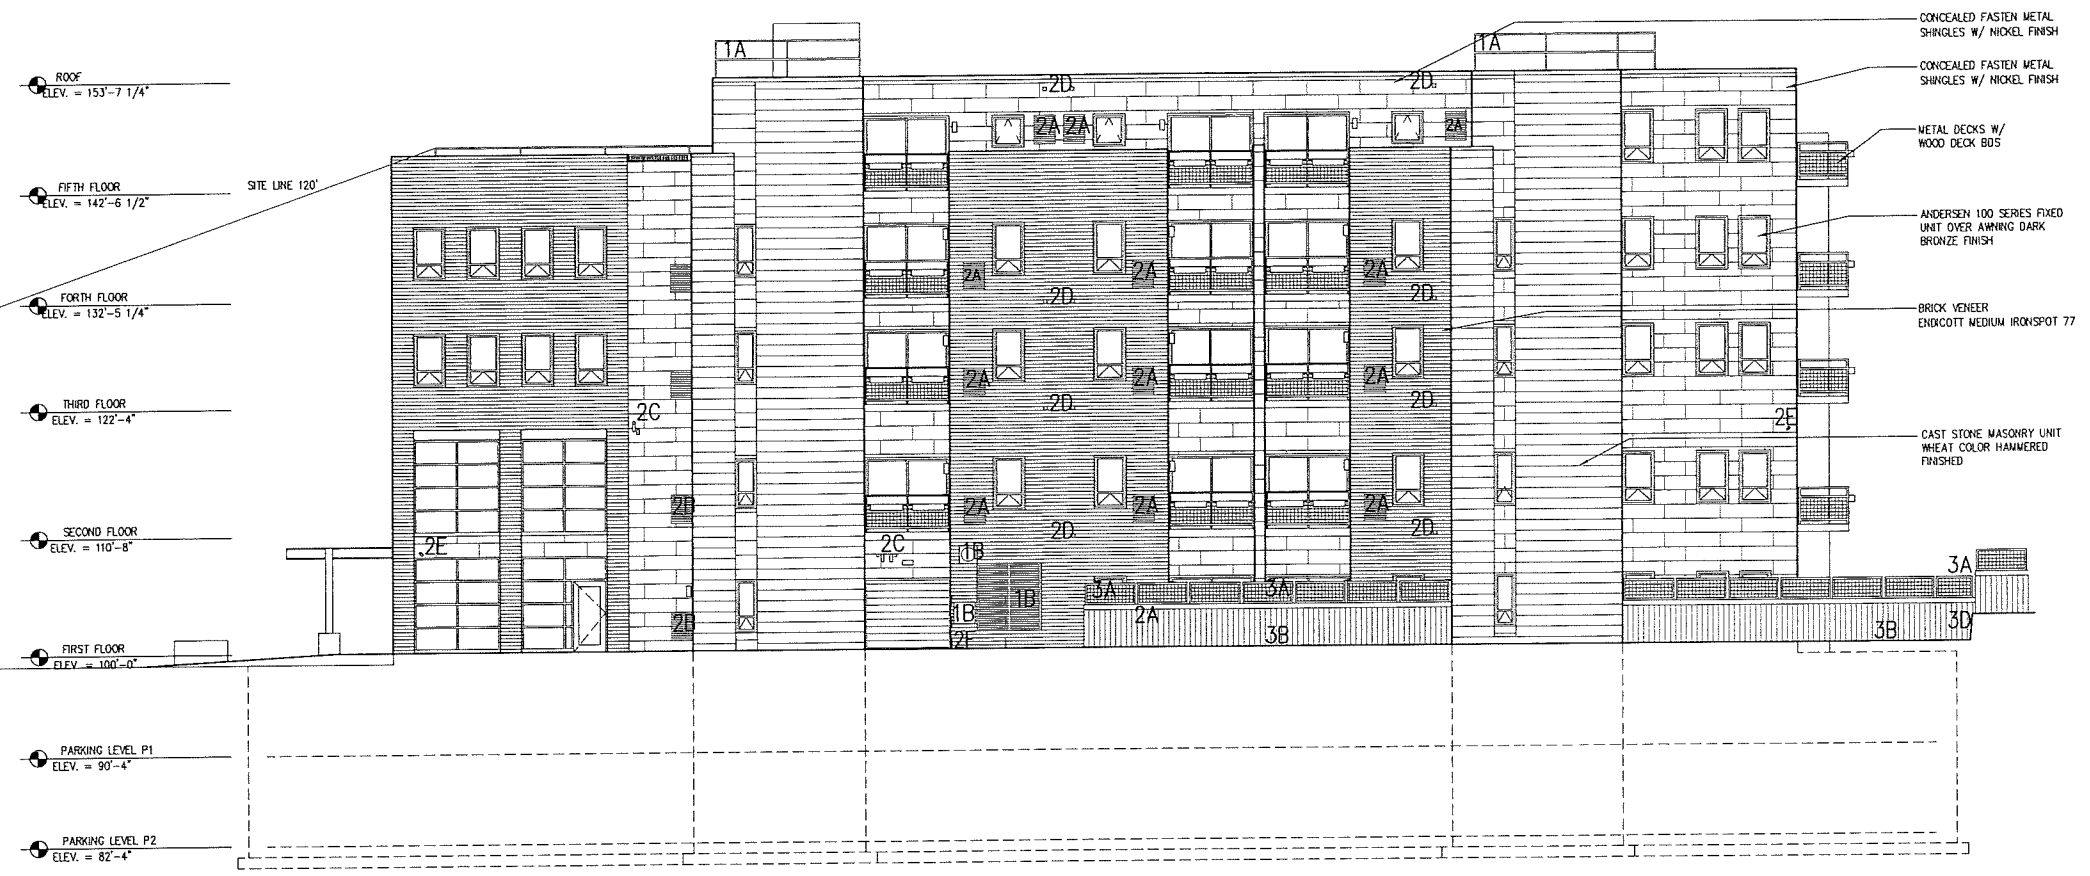 ROOF
ELEV. = 153'-7 1/4"
FIFTH FLOOR
ELEV. = 142'-6 1/2"
SITE LINE 120'
FORTH FLOOR
ELEV. = 132'-5 1/4"
THIRD FLOOR
ELEV. = 122'-4"
SECOND FLOOR
ELEV. = 110'-8"
FIRST FLOOR
ELEV. = 100'-0"
PARKING LEVEL P1
ELEV. = 90'-4"
PARKING LEVEL P2
ELEV. = 82'-4"
1A
1A
2D
2D
2A
2A
2A
2A
2A
2A
2D
2D
2A
2A
2A
2D
2D
2C
2A
2A
2A
2B
2D
2D
2E
2C
1B
1B
1B
2B
2E
3A
3A
2A
3B
2E
3A
3D
3B
CONCEALED FASTEN METAL
SHINGLES W/ NICKEL FINISH
CONCEALED FASTEN METAL
SHINGLES W/ NICKEL FINISH
METAL DECKS W/
WOOD DECK BDS
ANDERSEN 100 SERIES FIXED
UNIT OVER AWNING DARK
BRONZE FINISH
BRICK VENEER
ENDICOTT MEDIUM IRONSPOT 77
CAST STONE MASONRY UNIT
WHEAT COLOR HAMMERED
FINISHED